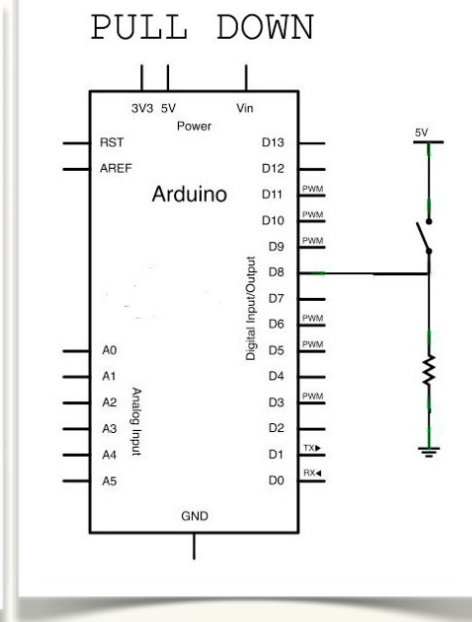 PULL DOWN
3V3 5V Vin
Power
RST
AREF
Arduino
D13
D12
D11 PWM
D10 PWM
D9 PWM
D8
D7
D6 PWM
D5 PWM
D4
D3 PWM
D2
D1 TX▶
D0 RX◀
Digital Input/Output
A0
A1
A2
A3
A4
A5
Analog Input
GND
5V